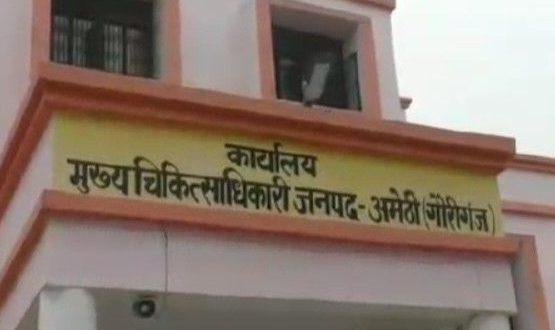 कार्यालय
मुख्य चिकित्साधिकारी जनपद - अमेठी (गौरीगंज)